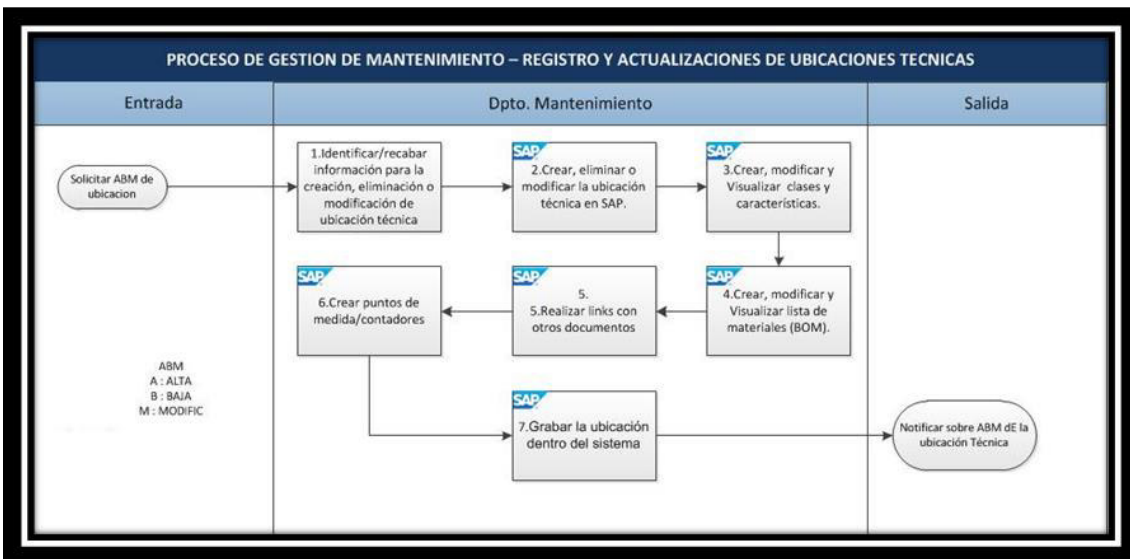 PROCESO DE GESTION DE MANTENIMIENTO – REGISTRO Y ACTUALIZACIONES DE UBICACIONES TECNICAS
Entrada
Dpto. Mantenimiento
Salida
Solicitar ABM de
ubicacion
1.Identificar/recabar
información para la
creación, eliminación o
modificación de
ubicación técnica
SAP
2.Crear, eliminar o
modificar la ubicación
técnica en SAP.
SAP
3.Crear, modificar y
Visualizar clases y
características.
SAP
4.Crear, modificar y
Visualizar lista de
materiales (BOM).
SAP
5.
5.Realizar links con
otros documentos
SAP
6.Crear puntos de
medida/contadores
SAP
7.Grabar la ubicación
dentro del sistema
Notificar sobre ABM dE la
ubicación Técnica
ABM
A : ALTA
B : BAJA
M : MODIFIC